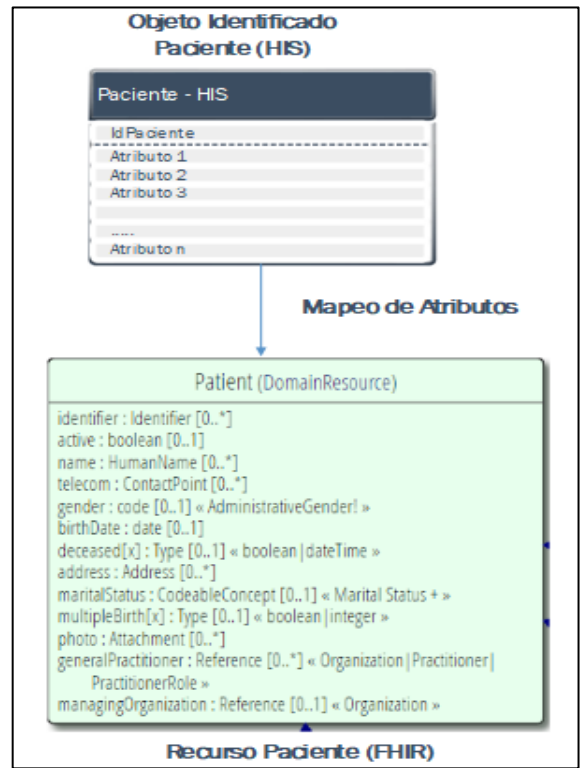 Objeto Identificado
Paciente (HIS)
Paciente - HIS
IdPaciente
Atributo 1
Atributo 2
Atributo 3
.....
Atributo n
Mapeo de Atributos
Patient (DomainResource)
identifier : Identifier [0..*]
active : boolean [0..1]
name : HumanName [0..*]
telecom : ContactPoint [0..*]
gender : code [0..1] « AdministrativeGender! »
birthDate : date [0..1]
deceased[x] : Type [0..1] « boolean|dateTime »
address : Address [0..*]
maritalStatus : CodeableConcept [0..1] « Marital Status + »
multipleBirth[x] : Type [0..1] « boolean|integer »
photo : Attachment [0..*]
generalPractitioner : Reference [0..*] « Organization|Practitioner|
PractitionerRole »
managingOrganization : Reference [0..1] « Organization »
Recurso Paciente (FHIR)